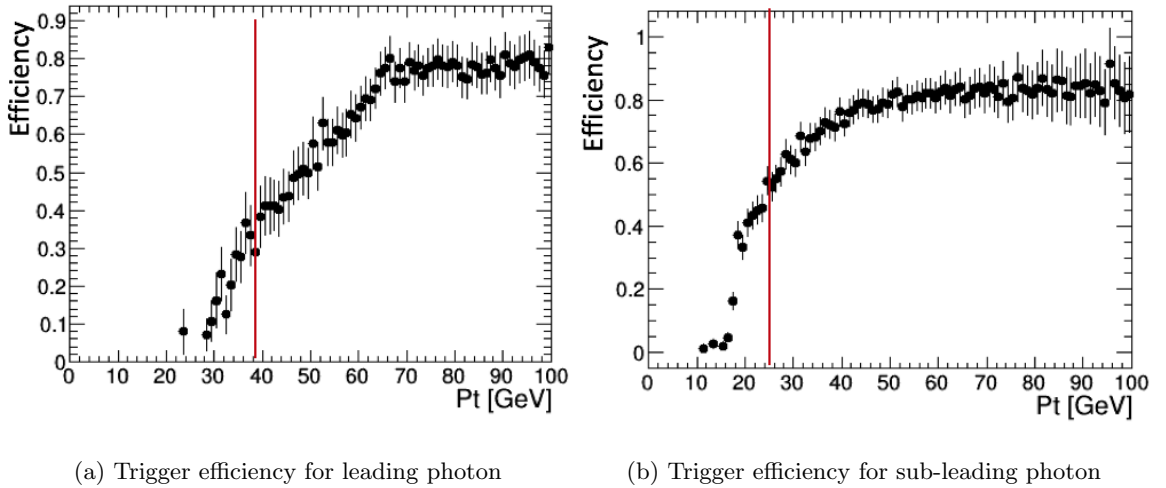 Efficiency
0.9
0.8
0.7
0.6
0.5
0.4
0.3
0.2
0.1
0
0 10 20 30 40 50 60 70 80 90 100
Pt [GeV]
(a) Trigger efficiency for leading photon
Efficiency
1
0.8
0.6
0.4
0.2
0
0 10 20 30 40 50 60 70 80 90 100
Pt [GeV]
(b) Trigger efficiency for sub-leading photon